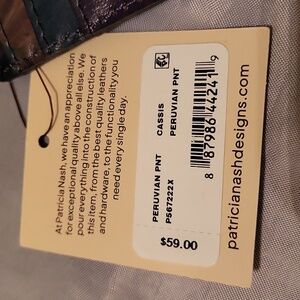 At Patricia Nash, we have an appreciation
for exceptional quality above all else. We
pour everything into the construction of
this item, from the best quality leathers
and hardware, to the functionality you
need every single day.
PERUVIAN PNT
P567222X
CASSIS
PERUVIAN PNT
8 87986 44241 9
$59.00
patricianashdesigns.com